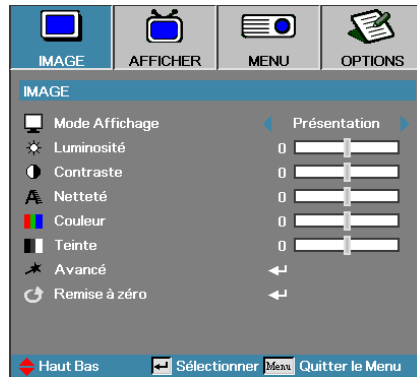 IMAGE AFFICHER MENU OPTIONS
IMAGE
Mode Affichage Présentation
Luminosité 0
Contraste 0
Netteté 0
Couleur 0
Teinte 0
Avancé
Remise à zéro
Haut Bas Sélectionner Menu Quitter le Menu